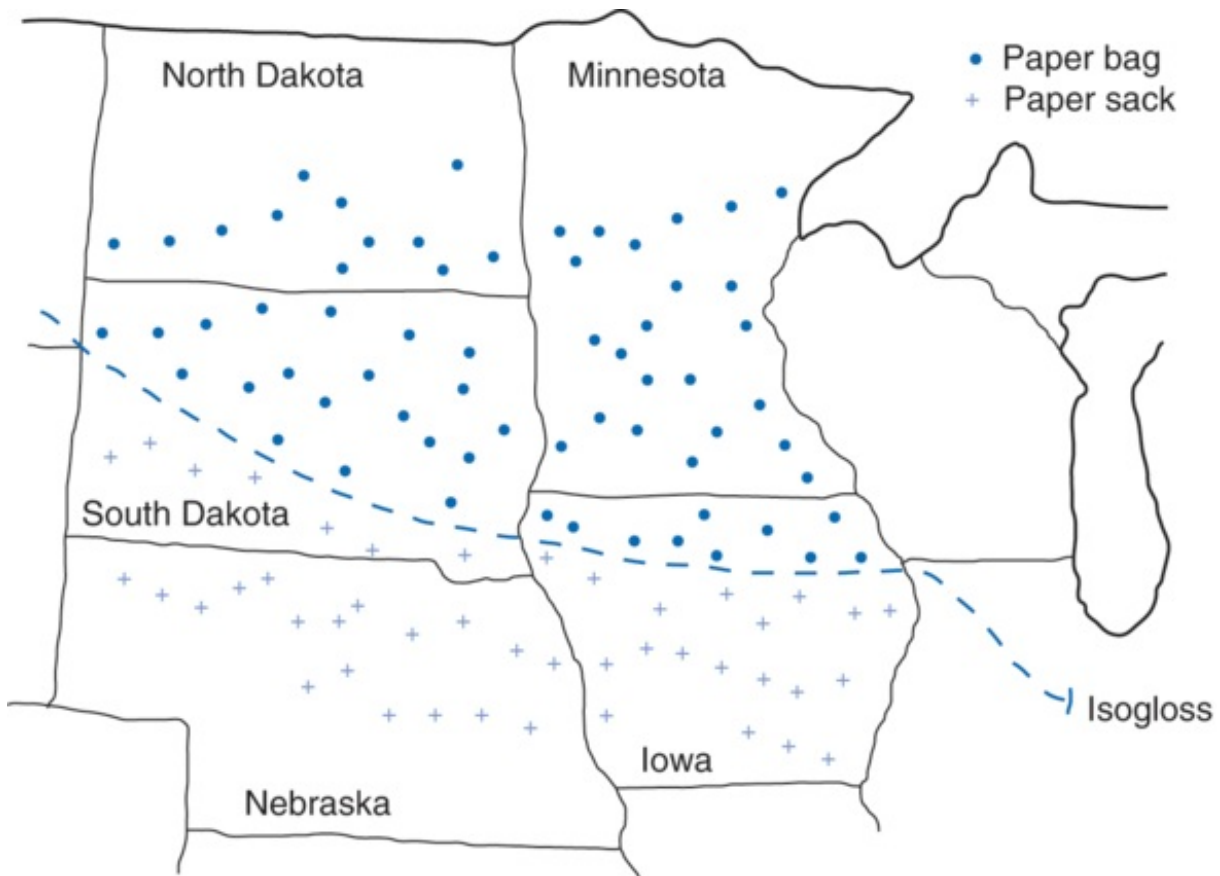 North Dakota
Minnesota
Paper bag
Paper sack
South Dakota
Isogloss
Iowa
Nebraska